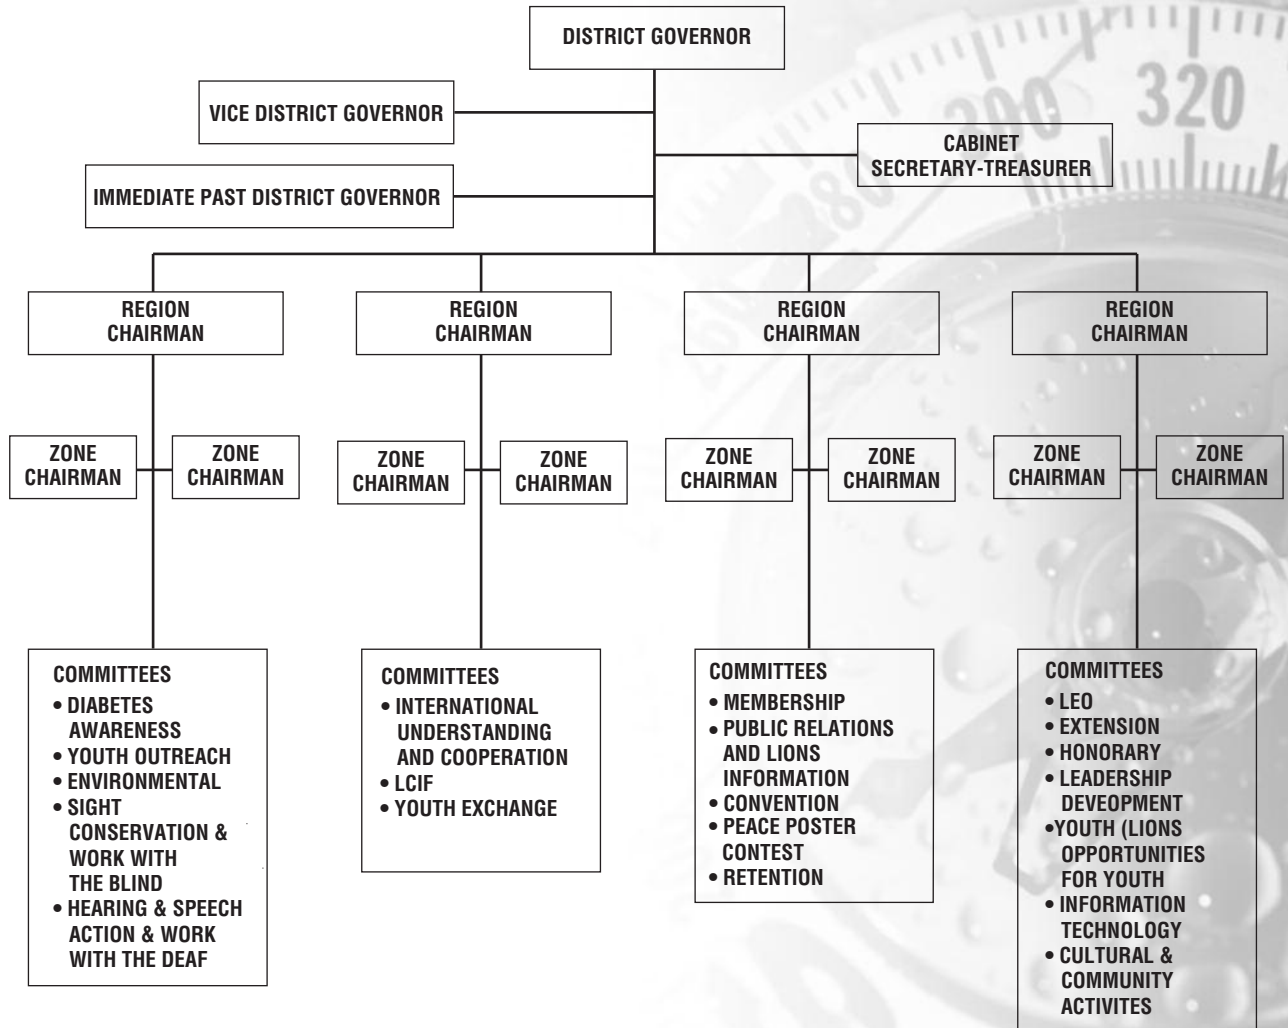 DISTRICT GOVERNOR
VICE DISTRICT GOVERNOR
CABINET
SECRETARY-TREASURER
IMMEDIATE PAST DISTRICT GOVERNOR
REGION
CHAIRMAN
REGION
CHAIRMAN
REGION
CHAIRMAN
REGION
CHAIRMAN
ZONE
CHAIRMAN
ZONE
CHAIRMAN
ZONE
CHAIRMAN
ZONE
CHAIRMAN
ZONE
CHAIRMAN
ZONE
CHAIRMAN
ZONE
CHAIRMAN
ZONE
CHAIRMAN
COMMITTEES
• DIABETES
AWARENESS
• YOUTH OUTREACH
• ENVIRONMENTAL
• SIGHT
CONSERVATION &
WORK WITH
THE BLIND
• HEARING & SPEECH
ACTION & WORK
WITH THE DEAF
COMMITTEES
• INTERNATIONAL
UNDERSTANDING
AND COOPERATION
• LCIF
• YOUTH EXCHANGE
COMMITTEES
• MEMBERSHIP
• PUBLIC RELATIONS
AND LIONS
INFORMATION
• CONVENTION
• PEACE POSTER
CONTEST
• RETENTION
COMMITTEES
• LEO
• EXTENSION
• HONORARY
• LEADERSHIP
DEVEOPMENT
•YOUTH (LIONS
OPPORTUNITIES
FOR YOUTH
• INFORMATION
TECHNOLOGY
• CULTURAL &
COMMUNITY
ACTIVITES
280
300
320